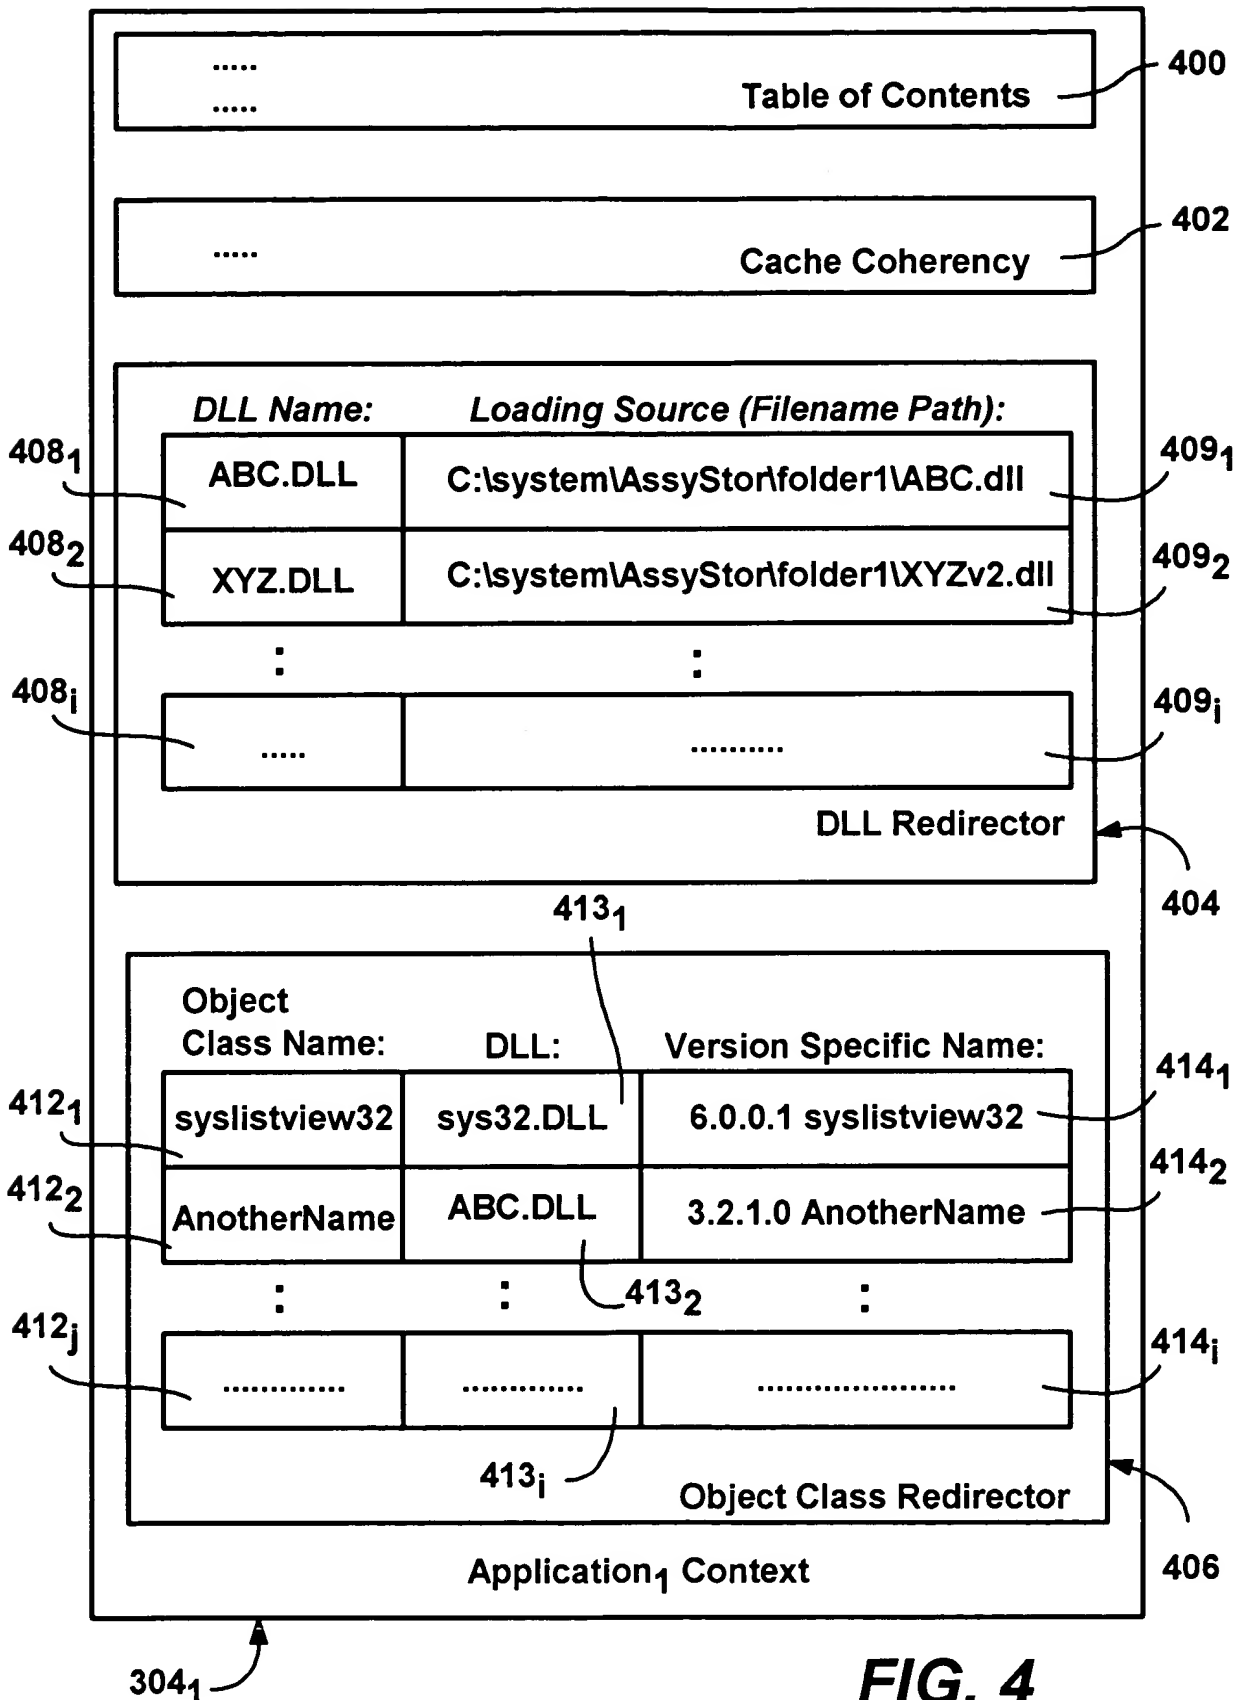 .....
.....
Table of Contents
400
.....
Cache Coherency
402
DLL Name: Loading Source (Filename Path):
408₁ ABC.DLL C:\system\AssyStor\folder1\ABC.dll 409₁
408₂ XYZ.DLL C:\system\AssyStor\folder1\XYZv2.dll 409₂
: :
408i ..... .......... 409i
DLL Redirector
404
413₁
Object
Class Name: DLL: Version Specific Name:
412₁ syslistview32 sys32.DLL 6.0.0.1 syslistview32 414₁
412₂ AnotherName ABC.DLL 3.2.1.0 AnotherName 414₂
: : :
413₂
412j ............. ............. ..................... 414i
413i
Object Class Redirector
406
Application₁ Context
304₁
FIG. 4